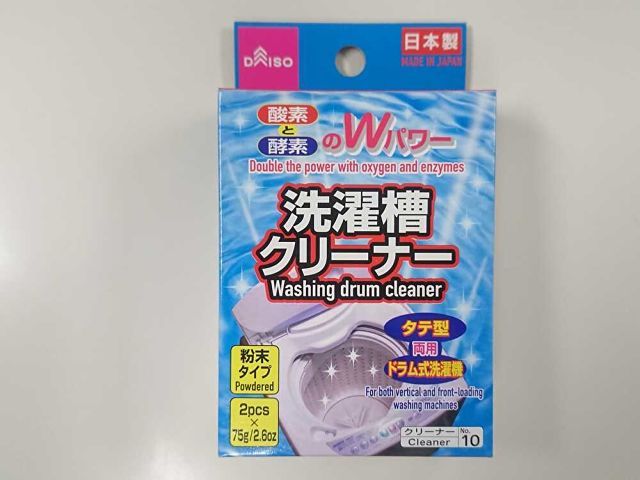 DAISO
日本製
MADE IN JAPAN
酸素
と
酵素
のWパワー
Double the power with oxygen and enzymes
洗濯槽
クリーナー
Washing drum cleaner
タテ型
両用
ドラム式洗濯機
For both vertical and front-loading
washing machines
粉末
タイプ
Powdered
2pcs
×
75g/2.6oz
クリーナー
Cleaner
No.
10